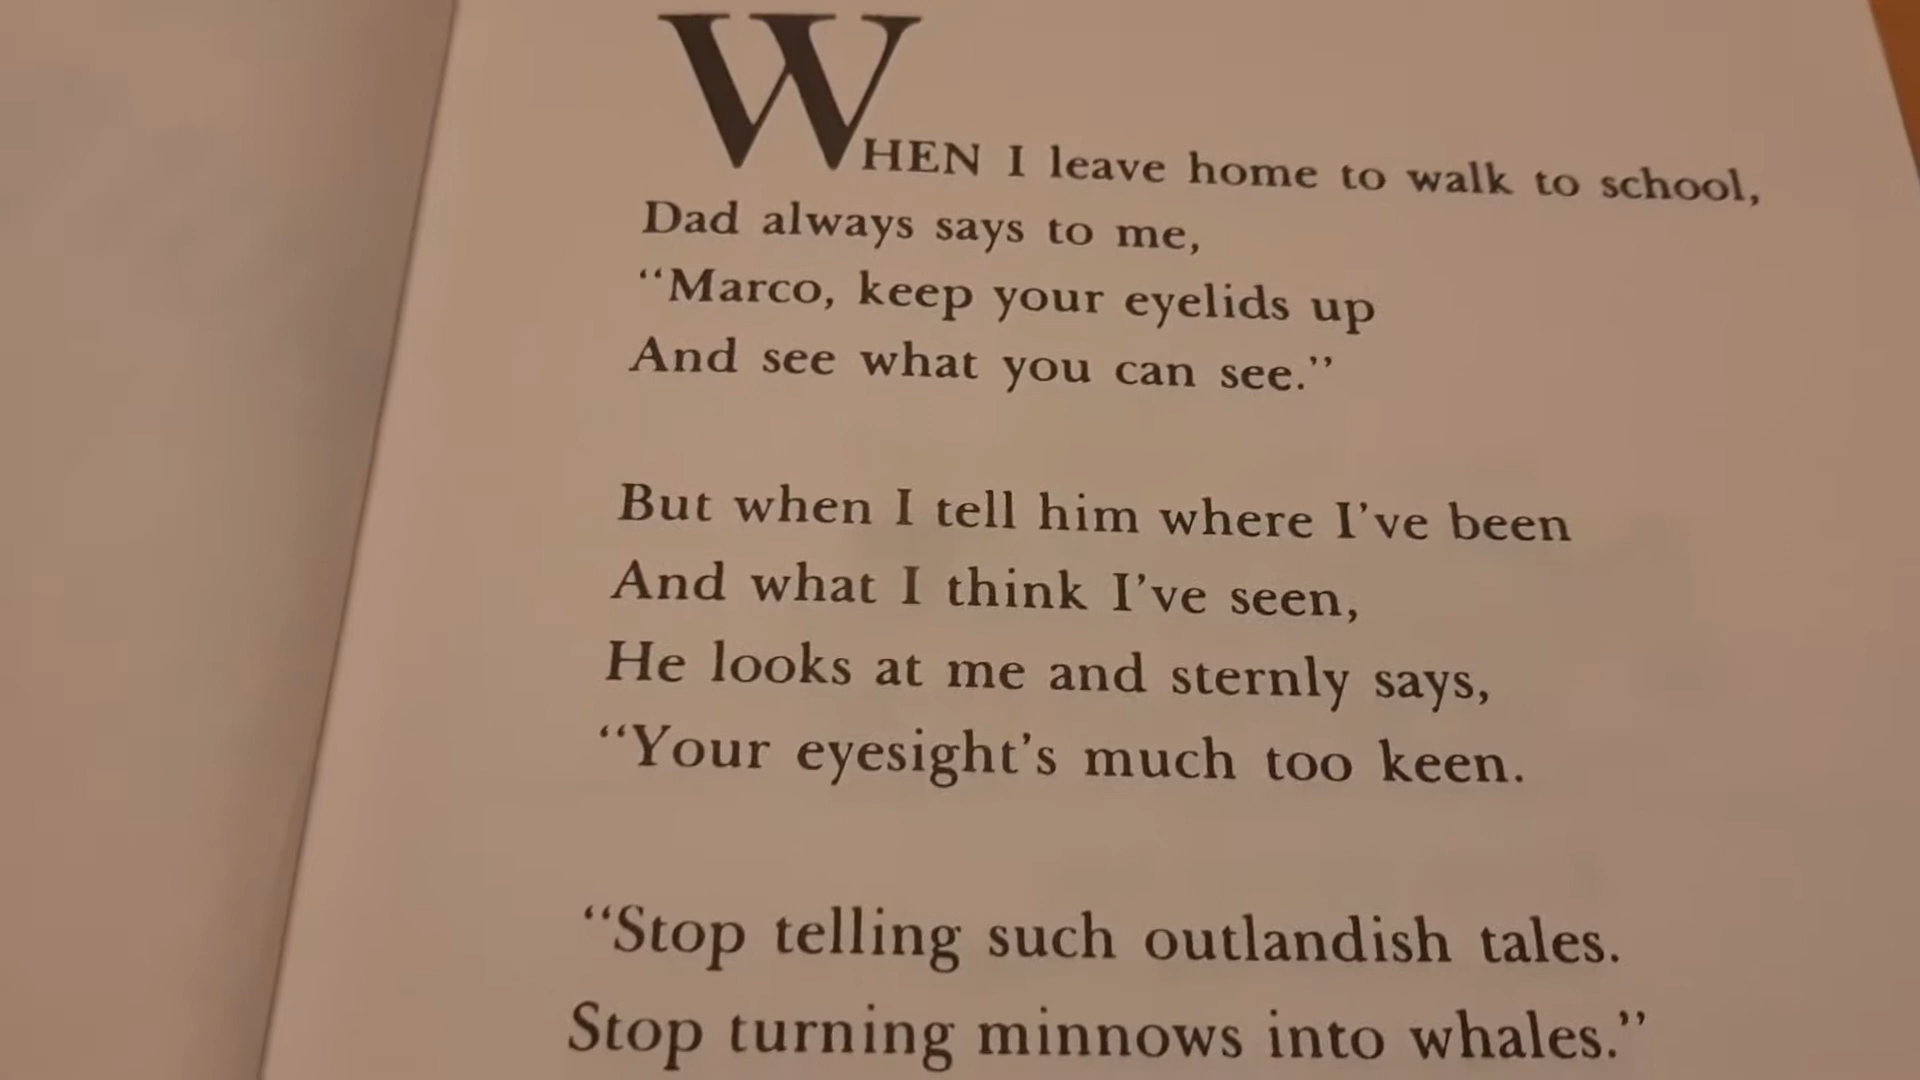 WHEN I leave home to walk to school,
Dad always says to me,
“Marco, keep your eyelids up
And see what you can see.”
But when I tell him where I’ve been
And what I think I’ve seen,
He looks at me and sternly says,
“Your eyesight’s much too keen.
“Stop telling such outlandish tales.
Stop turning minnows into whales.”